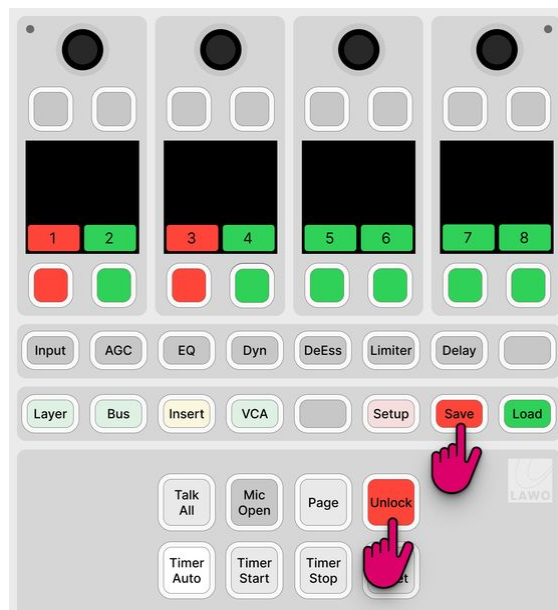 1 2 3 4 5 6 7 8
Input AGC EQ Dyn DeEss Limiter Delay
Layer Bus Insert VCA Setup Save Load
LAWO
Talk All Mic Open Page Unlock
Timer Auto Timer Start Timer Stop